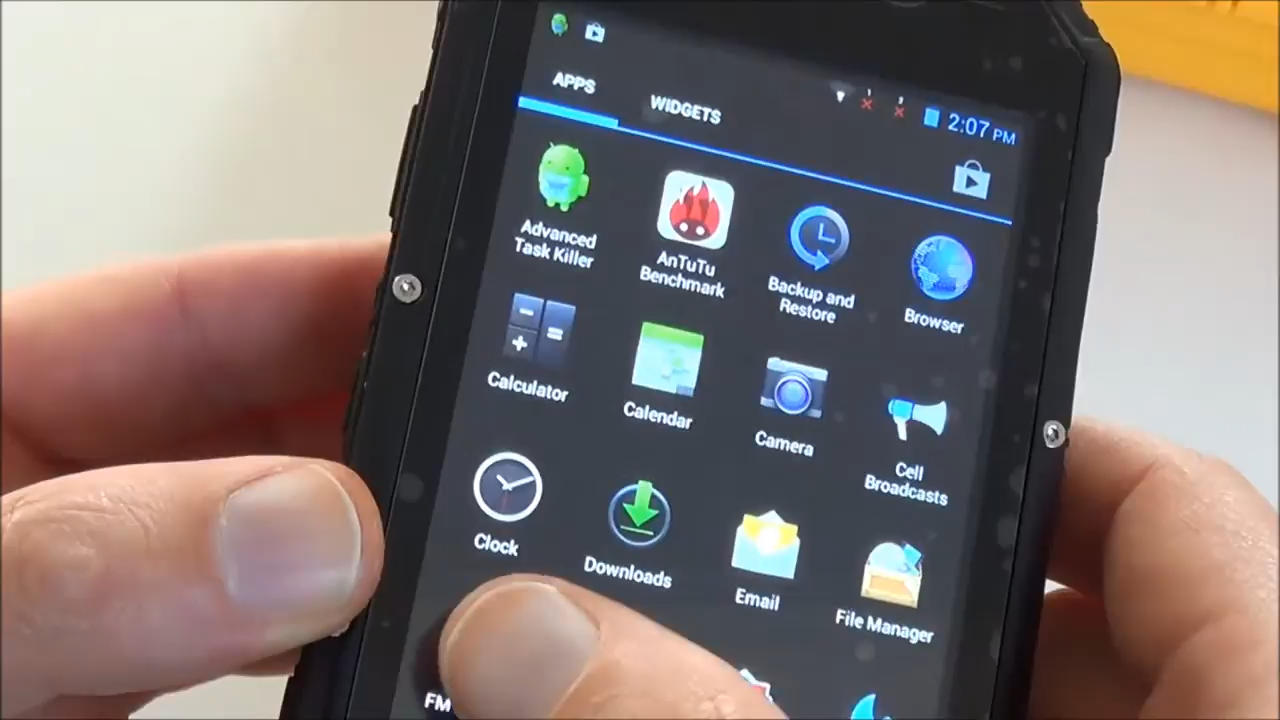 APPS
WIDGETS
2:07 PM
Advanced
Task Killer
AnTuTu
Benchmark
Backup and
Restore
Browser
Calculator
Calendar
Camera
Cell
Broadcasts
Clock
Downloads
Email
File Manager
FM